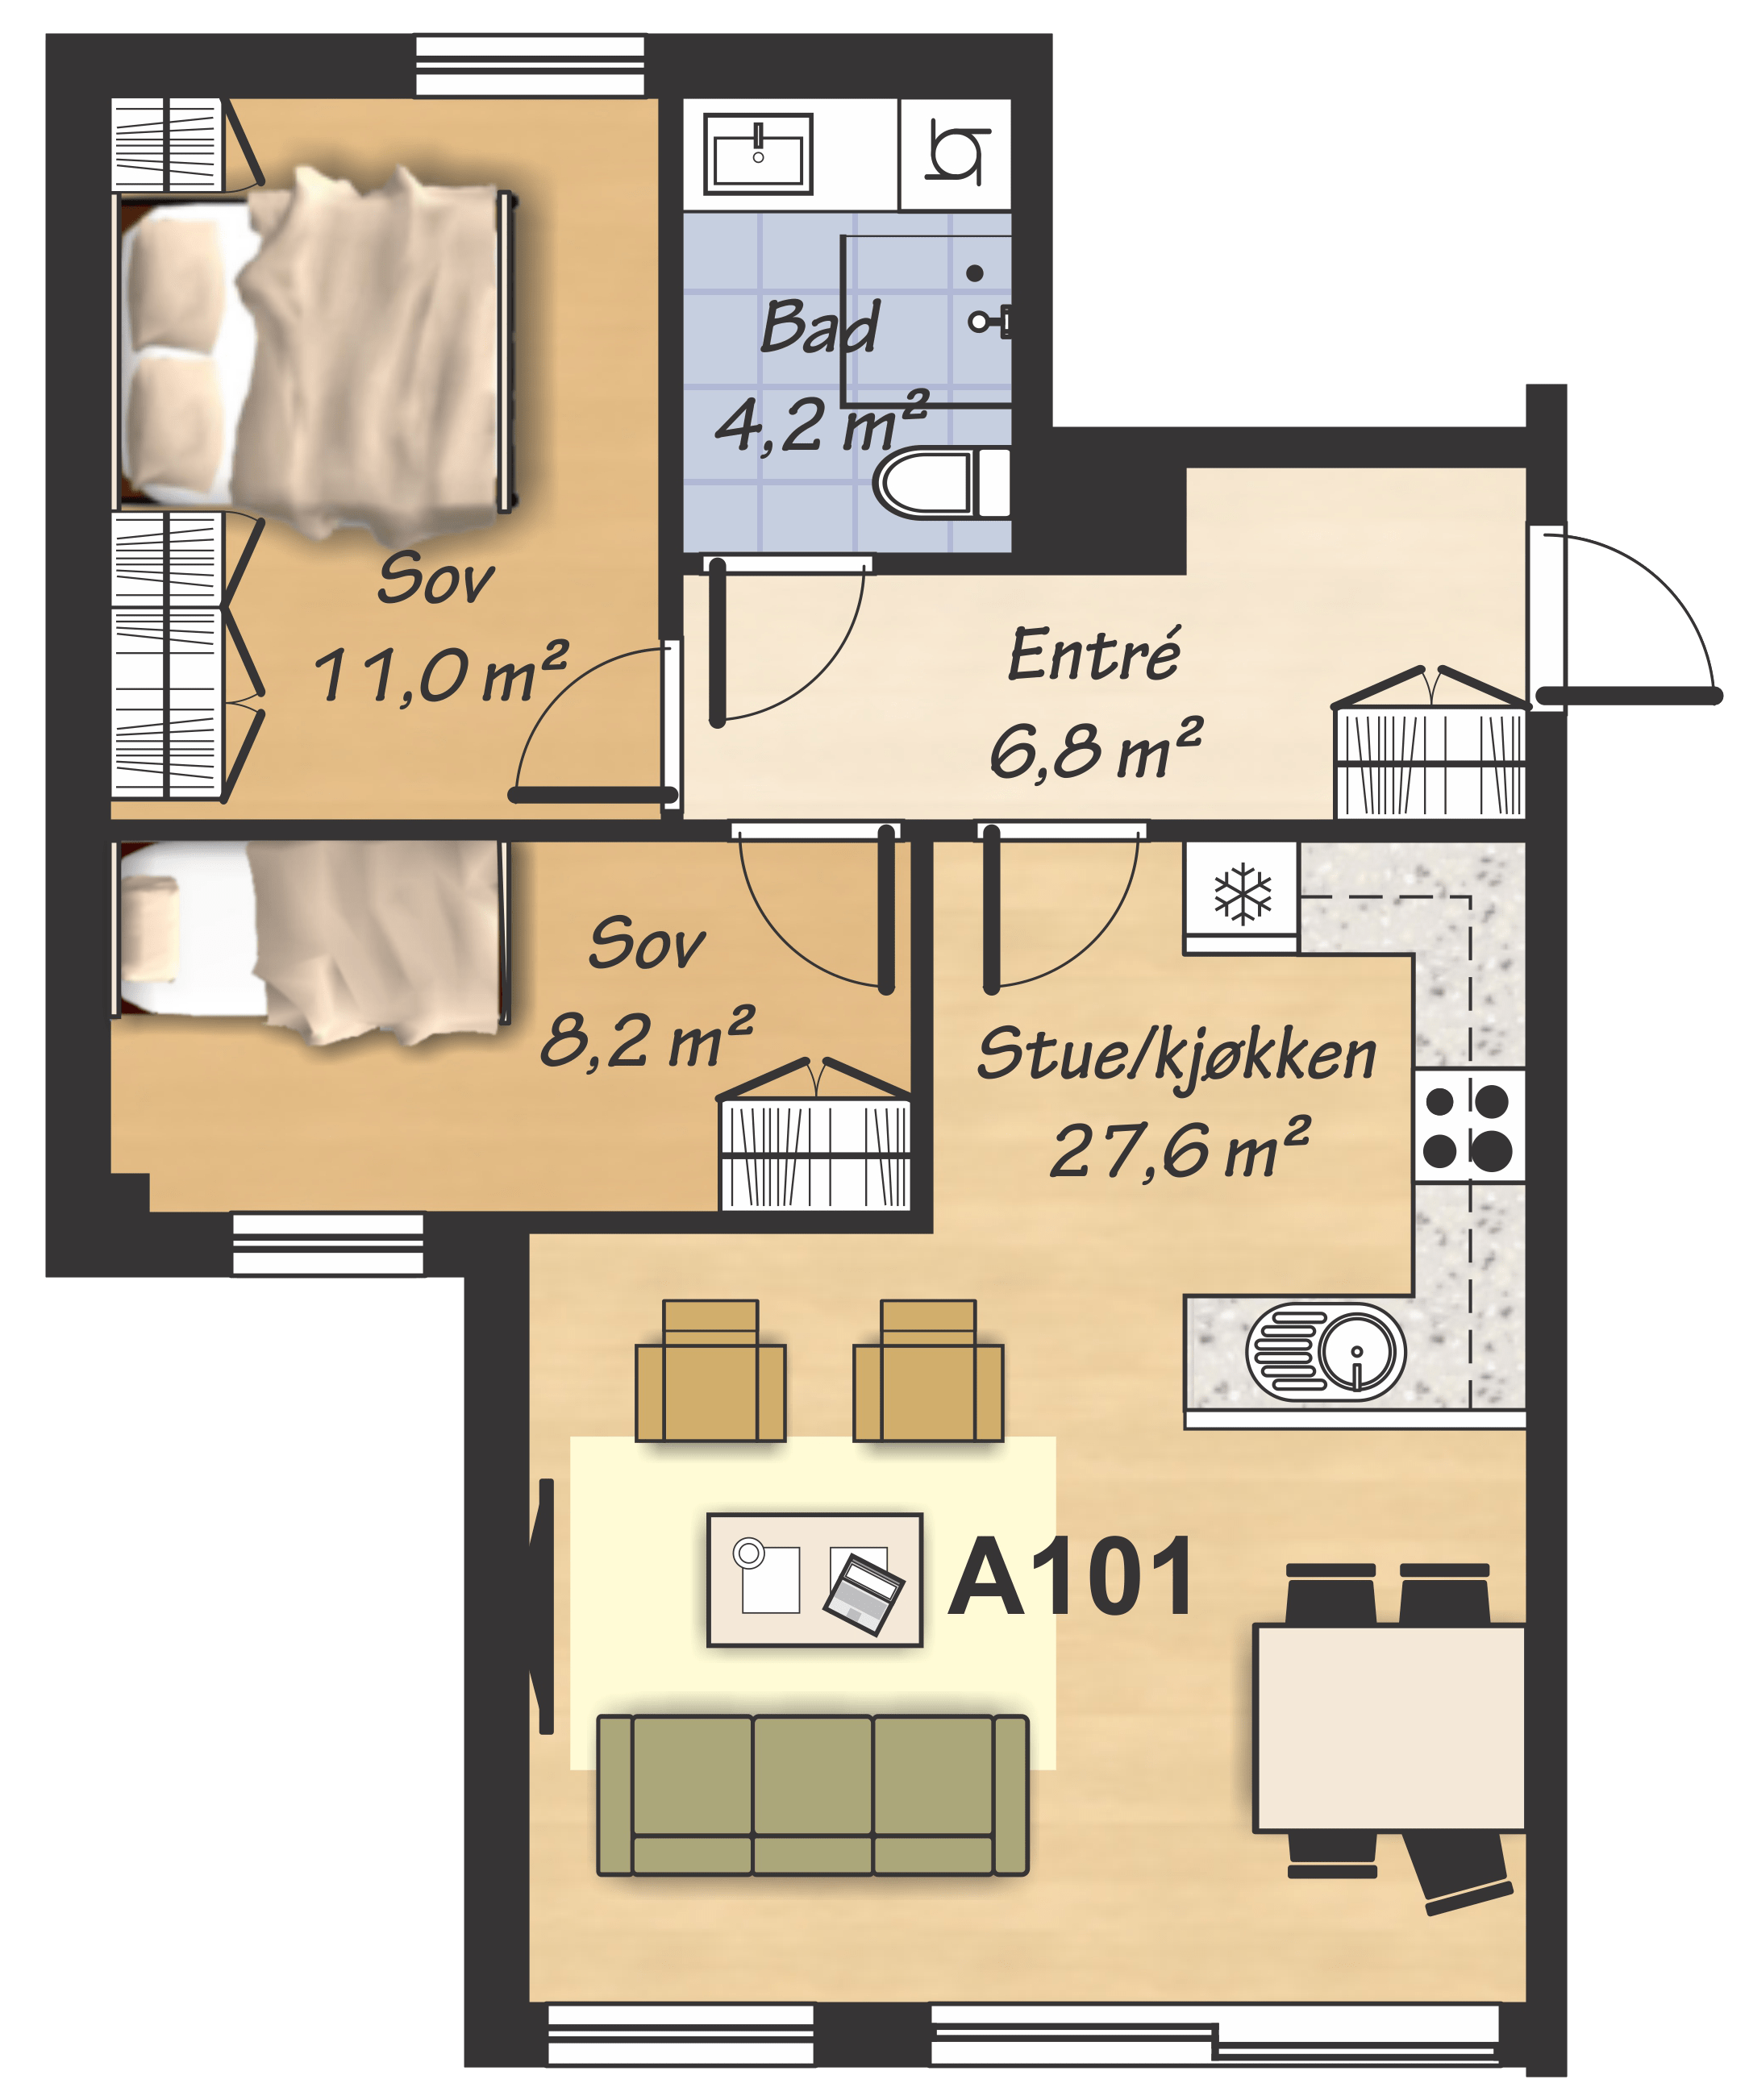 Bad
4,2 m²
Sov
11,0 m²
Entré
6,8 m²
Sov
8,2 m²
Stue/kjøkken
27,6 m²
A101